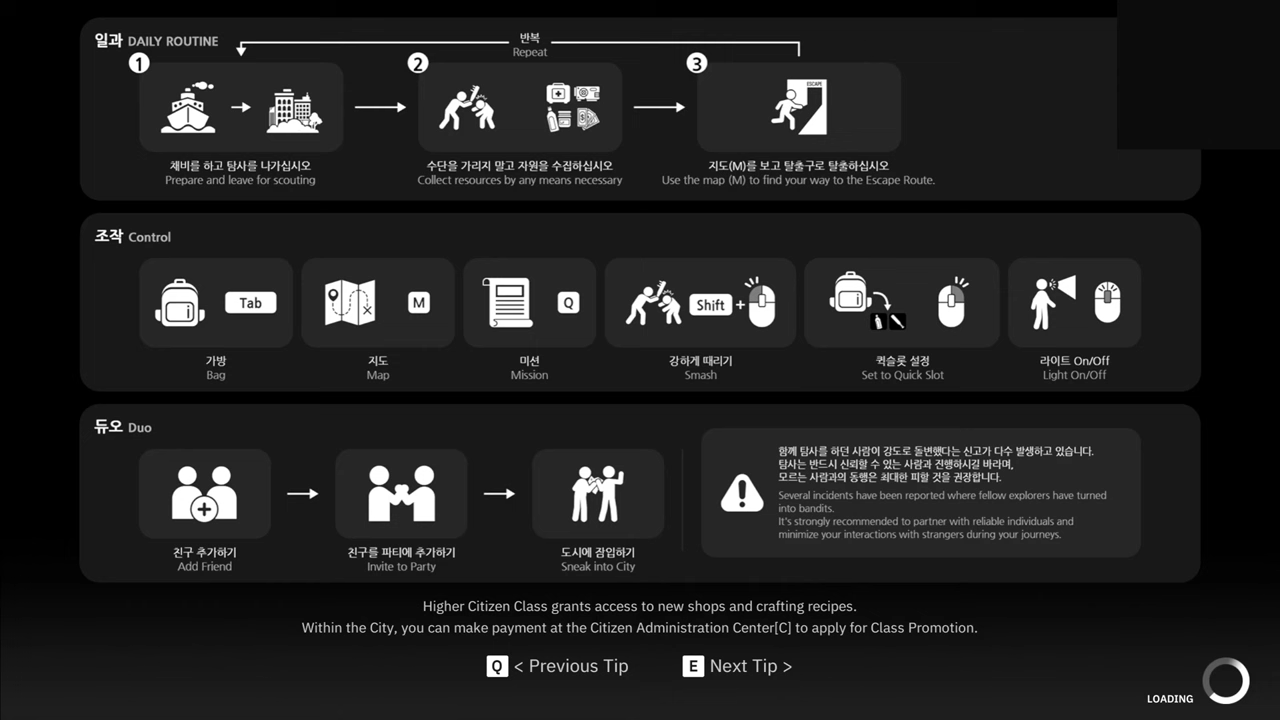 일과 DAILY ROUTINE
반복
Repeat
1
2
3
ESCAPE
체비를 하고 탐사를 나가십시오
Prepare and leave for scouting
수단을 가리지 말고 자원을 수집하십시오
Collect resources by any means necessary
지도(M)를 보고 탈출구로 탈출하십시오
Use the map (M) to find your way to the Escape Route.
조작 Control
Tab
M
Q
Shift +
가방
Bag
지도
Map
미션
Mission
강하게 때리기
Smash
퀵슬롯 설정
Set to Quick Slot
라이트 On/Off
Light On/Off
듀오 Duo
친구 추가하기
Add Friend
친구를 파티에 추가하기
Invite to Party
도시에 잠입하기
Sneak into City
함께 탐사를 하던 사람이 강도로 돌변했다는 신고가 다수 발생하고 있습니다.
탐사는 반드시 신뢰할 수 있는 사람과 진행하시길 바라며,
모르는 사람과의 동행은 최대한 피할 것을 권장합니다.
Several incidents have been reported where fellow explorers have turned
into bandits.
It's strongly recommended to partner with reliable individuals and
minimize your interactions with strangers during your journeys.
Higher Citizen Class grants access to new shops and crafting recipes.
Within the City, you can make payment at the Citizen Administration Center[C] to apply for Class Promotion.
Q < Previous Tip
E Next Tip >
LOADING